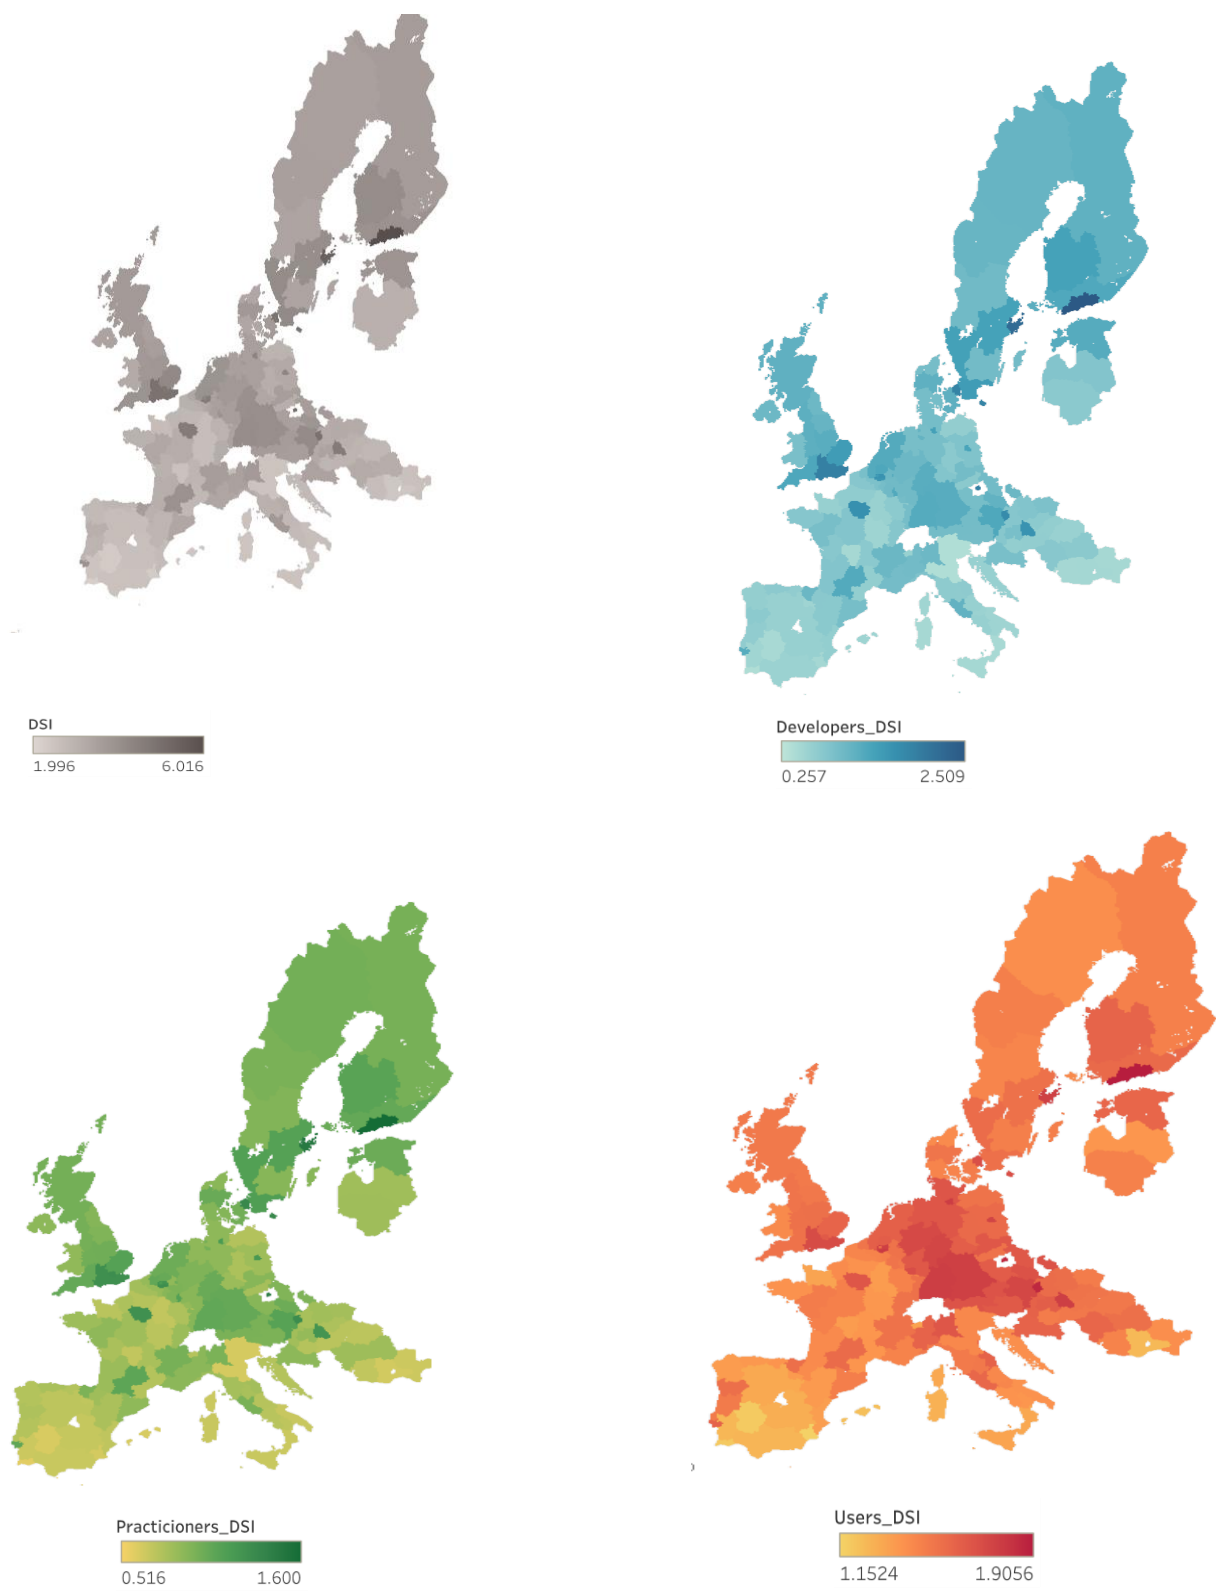 DSI
1.996 6.016
Developers_DSI
0.257 2.509
Practicioners_DSI
0.516 1.600
Users_DSI
1.1524 1.9056